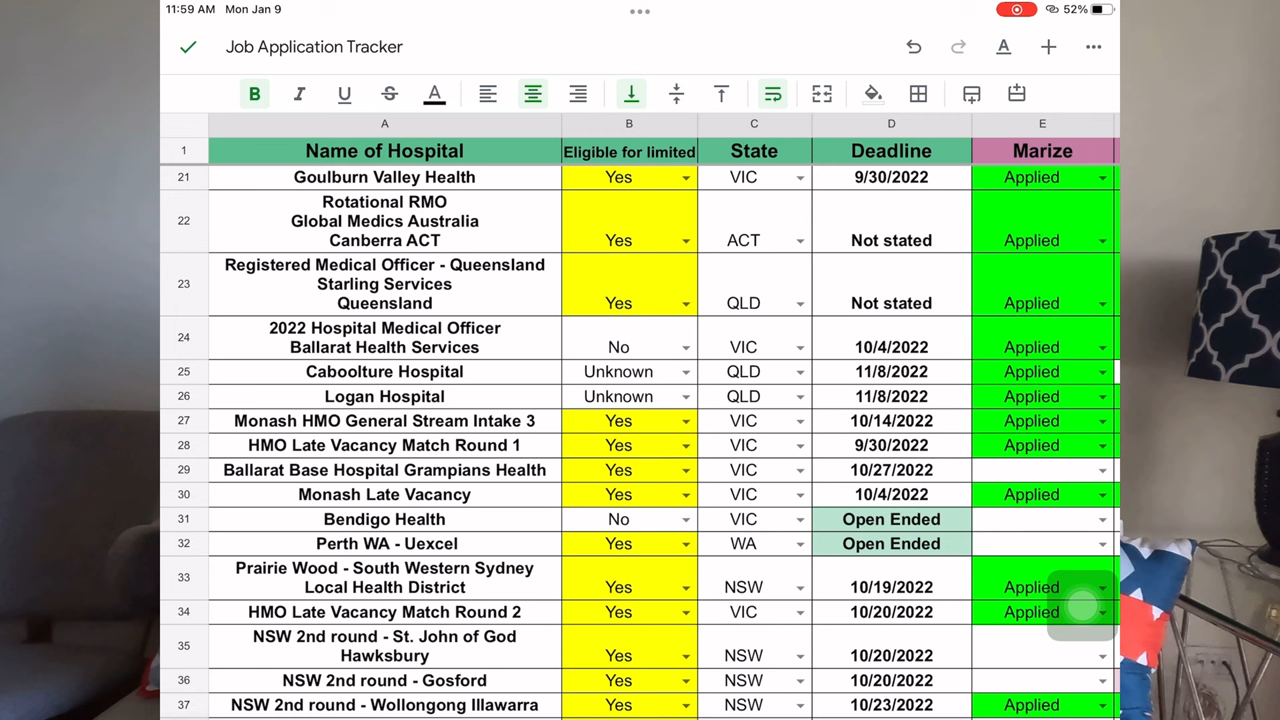 11:59 AM Mon Jan 9
52%
Job Application Tracker
B I U S A
A B C D E
1 Name of Hospital Eligible for limited State Deadline Marize
21 Goulburn Valley Health Yes VIC 9/30/2022 Applied
22 Rotational RMO
Global Medics Australia
Canberra ACT Yes ACT Not stated Applied
23 Registered Medical Officer - Queensland
Starling Services
Queensland Yes QLD Not stated Applied
24 2022 Hospital Medical Officer
Ballarat Health Services No VIC 10/4/2022 Applied
25 Caboolture Hospital Unknown QLD 11/8/2022 Applied
26 Logan Hospital Unknown QLD 11/8/2022 Applied
27 Monash HMO General Stream Intake 3 Yes VIC 10/14/2022 Applied
28 HMO Late Vacancy Match Round 1 Yes VIC 9/30/2022 Applied
29 Ballarat Base Hospital Grampians Health Yes VIC 10/27/2022
30 Monash Late Vacancy Yes VIC 10/4/2022 Applied
31 Bendigo Health No VIC Open Ended
32 Perth WA - Uexcel Yes WA Open Ended
33 Prairie Wood - South Western Sydney
Local Health District Yes NSW 10/19/2022 Applied
34 HMO Late Vacancy Match Round 2 Yes VIC 10/20/2022 Applied
35 NSW 2nd round - St. John of God
Hawksbury Yes NSW 10/20/2022
36 NSW 2nd round - Gosford Yes NSW 10/20/2022
37 NSW 2nd round - Wollongong Illawarra Yes NSW 10/23/2022 Applied